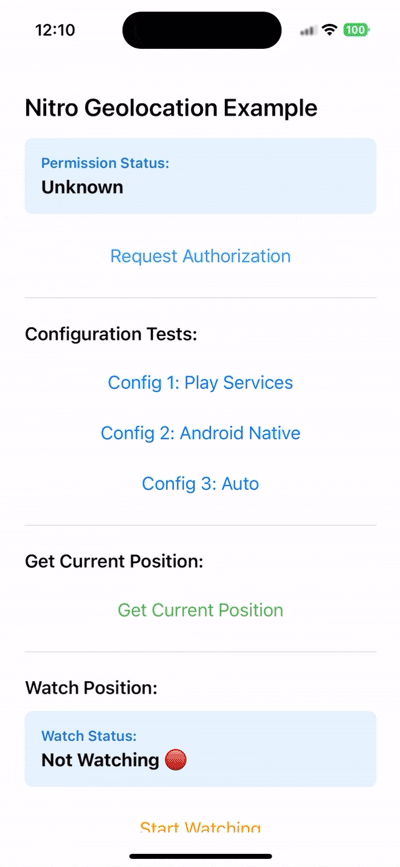 12:10
100
Nitro Geolocation Example
Permission Status:
Unknown
Request Authorization
Configuration Tests:
Config 1: Play Services
Config 2: Android Native
Config 3: Auto
Get Current Position:
Get Current Position
Watch Position:
Watch Status:
Not Watching 🔴
Start Watching